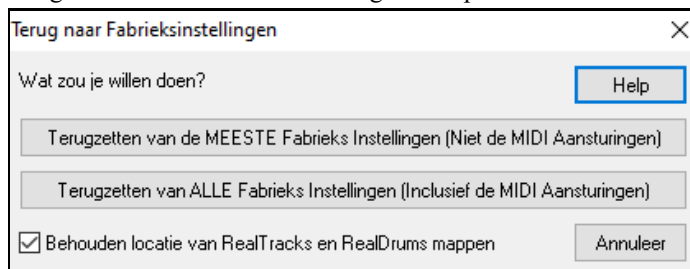 Terug naar Fabrieksinstellingen
Wat zou je willen doen?
Help
Terugzetten van de MEESTE Fabrieks Instellingen (Niet de MIDI Aansturingen)
Terugzetten van ALLE Fabrieks Instellingen (Inclusief de MIDI Aansturingen)
Behouden locatie van RealTracks en RealDrums mappen
Annuleer